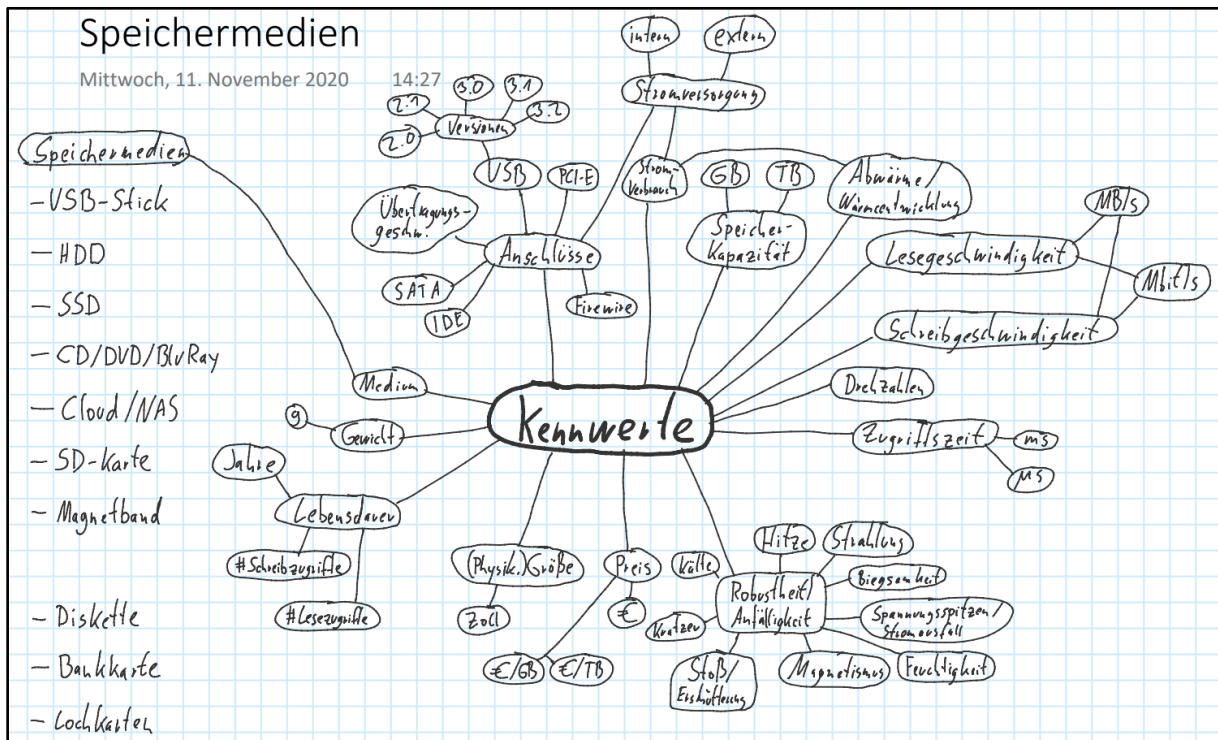 Speichermedien
Mittwoch, 11. November 2020
14:27
Speichermedien
- USB-Stick
- HDD
- SSD
- CD/DVD/BluRay
- Cloud/NAS
- SD-Karte
- Magnetband
- Diskette
- Bankkarte
- Lochkarten
Kennwerte
Medium
Gewicht
g
Lebensdauer
Jahre
#Schreibzugriffe
#Lesezugriffe
(Physik.) Größe
Zoll
Preis
€
€/GB
€/TB
Anschlüsse
Übertragungs-
geschw.
USB
Versionen
2.0
2.1
3.0
3.1
3.2
PCI-E
SATA
IDE
Firewire
Stromversorgung
intern
extern
Strom-
Verbrauch
Speicher-
Kapazität
GB
TB
Abwärme/
Wärmeentwicklung
Lesegeschwindigkeit
Schreibgeschwindigkeit
MB/s
Mbit/s
Drehzahlen
Zugriffszeit
ms
µs
Robustheit/
Anfälligkeit
Kälte
Hitze
Strahlung
Biegsamkeit
Spannungsspitzen/
Stromausfall
Feuchtigkeit
Magnetismus
Stoß/
Erschütterung
Kratzer